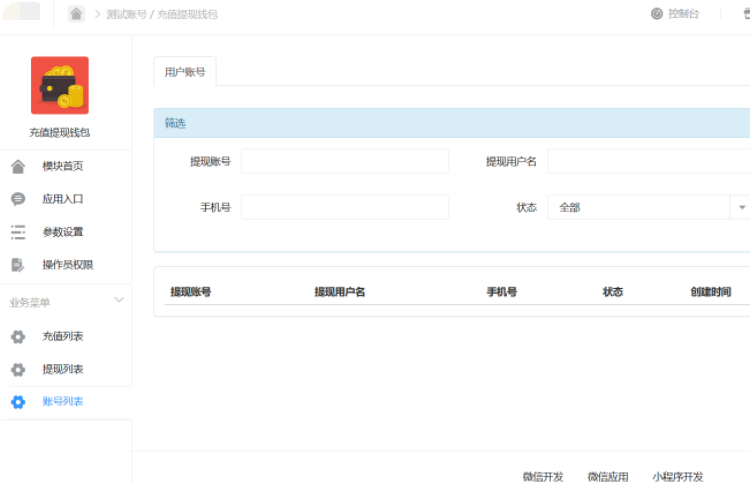 测试账号 / 充值提现钱包 控制台
充值提现钱包
模块首页
应用入口
参数设置
操作员权限
业务菜单
充值列表
提现列表
账号列表
用户账号
筛选
提现账号 提现用户名
手机号 状态 全部
提现账号 提现用户名 手机号 状态 创建时间
微信开发 微信应用 小程序开发